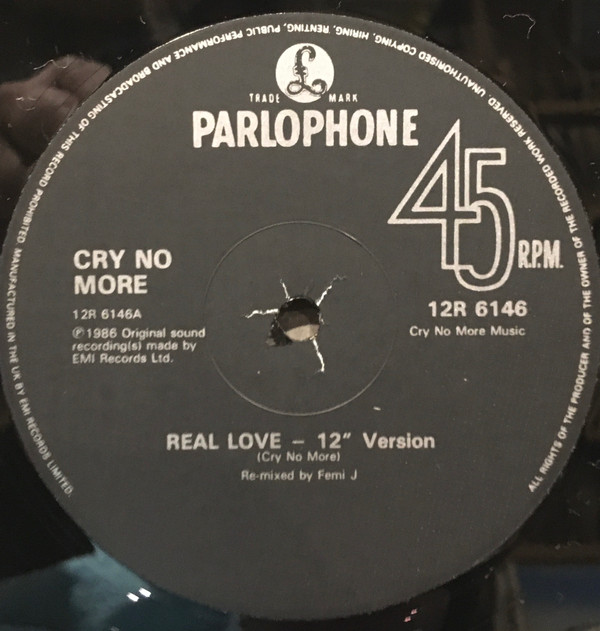 £
TRADE MARK
PARLOPHONE
45
R.P.M.
CRY NO
MORE
12R 6146A
℗1986 Original sound
recording(s) made by
EMI Records Ltd.
12R 6146
Cry No More Music
REAL LOVE – 12" Version
(Cry No More)
Re-mixed by Femi J
ALL RIGHTS OF THE PRODUCER AND OF THE OWNER OF THE RECORDED WORK RESERVED. UNAUTHORISED COPYING, HIRING, RENTING, PUBLIC PERFORMANCE AND BROADCASTING OF THIS RECORD PROHIBITED. MANUFACTURED IN THE UK BY EMI RECORDS LIMITED.